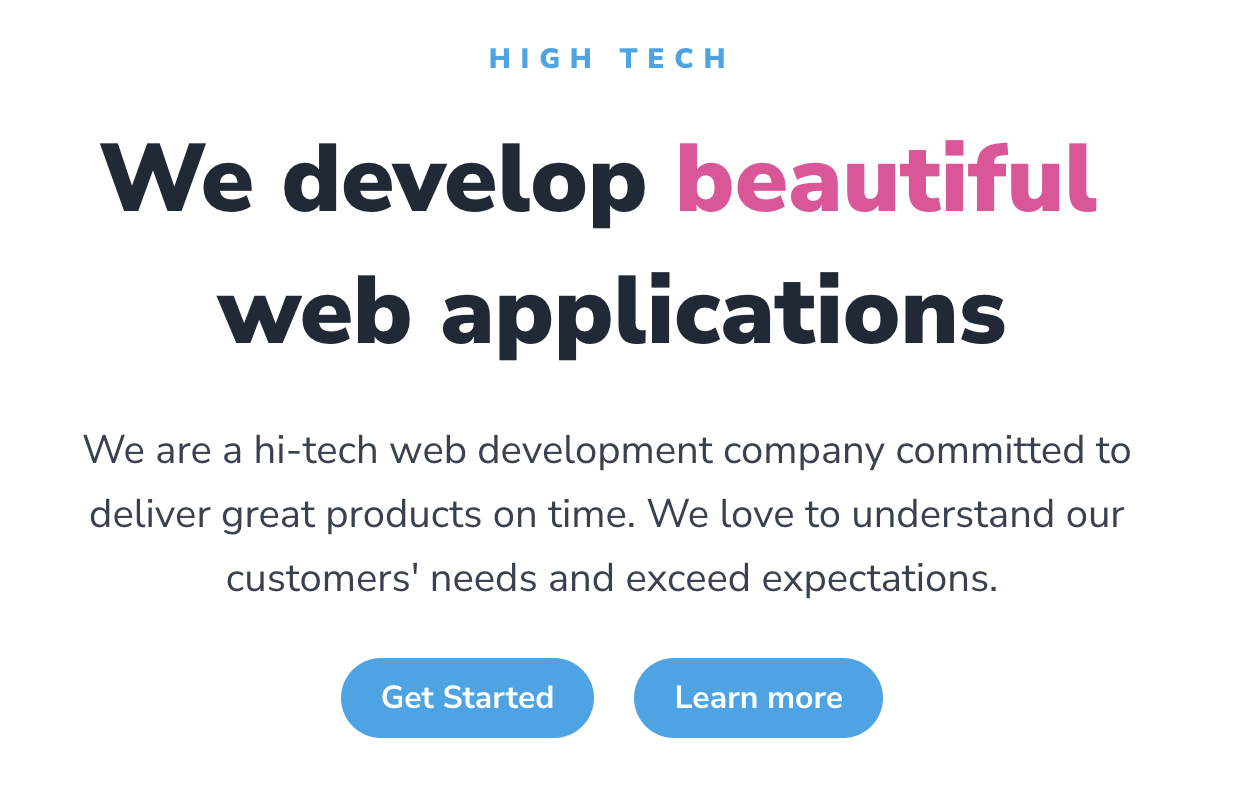 HIGH TECH
We develop beautiful
web applications
We are a hi-tech web development company committed to
deliver great products on time. We love to understand our
customers' needs and exceed expectations.
Get Started
Learn more